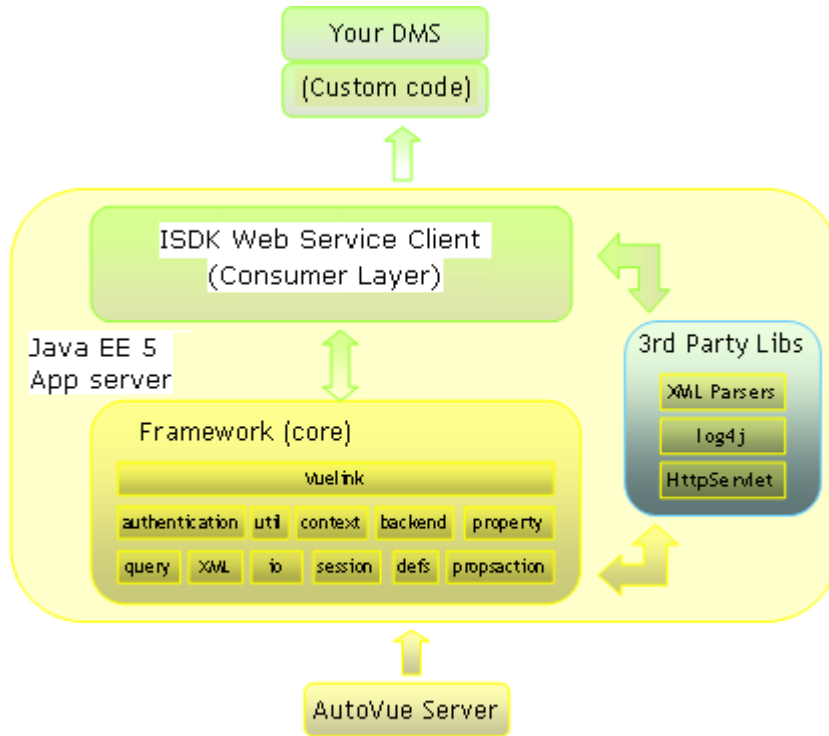 Your DMS
(Custom code)
ISDK Web Service Client
(Consumer Layer)
Java EE 5
App server
3rd Party Libs
XML Parsers
log4j
HttpServlet
Framework (core)
Vuelink
authentication util context backend property
query XML io session defs propsaction
AutoVue Server